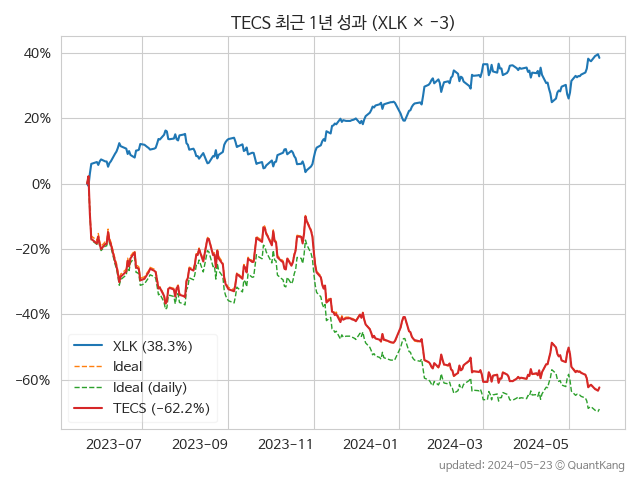 TECS 최근 1년 성과 (XLK × −3)
40%
20%
0%
−20%
−40%
−60%
XLK (38.3%)
Ideal
Ideal (daily)
TECS (−62.2%)
2023-07
2023-09
2023-11
2024-01
2024-03
2024-05
updated: 2024-05-23 ⓒ QuantKang